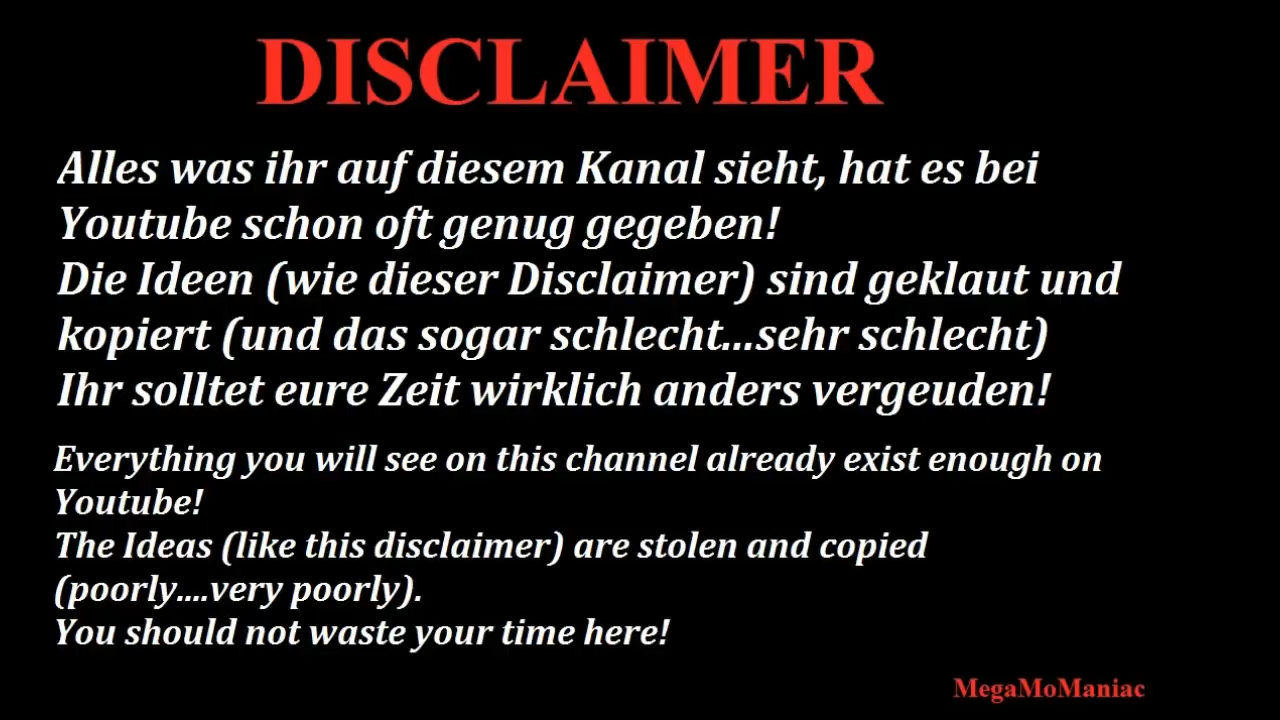 DISCLAIMER
Alles was ihr auf diesem Kanal sieht, hat es bei
Youtube schon oft genug gegeben!
Die Ideen (wie dieser Disclaimer) sind geklaut und
kopiert (und das sogar schlecht...sehr schlecht)
Ihr solltet eure Zeit wirklich anders vergeuden!
Everything you will see on this channel already exist enough on
Youtube!
The Ideas (like this disclaimer) are stolen and copied
(poorly....very poorly).
You should not waste your time here!
MegaMoManiac